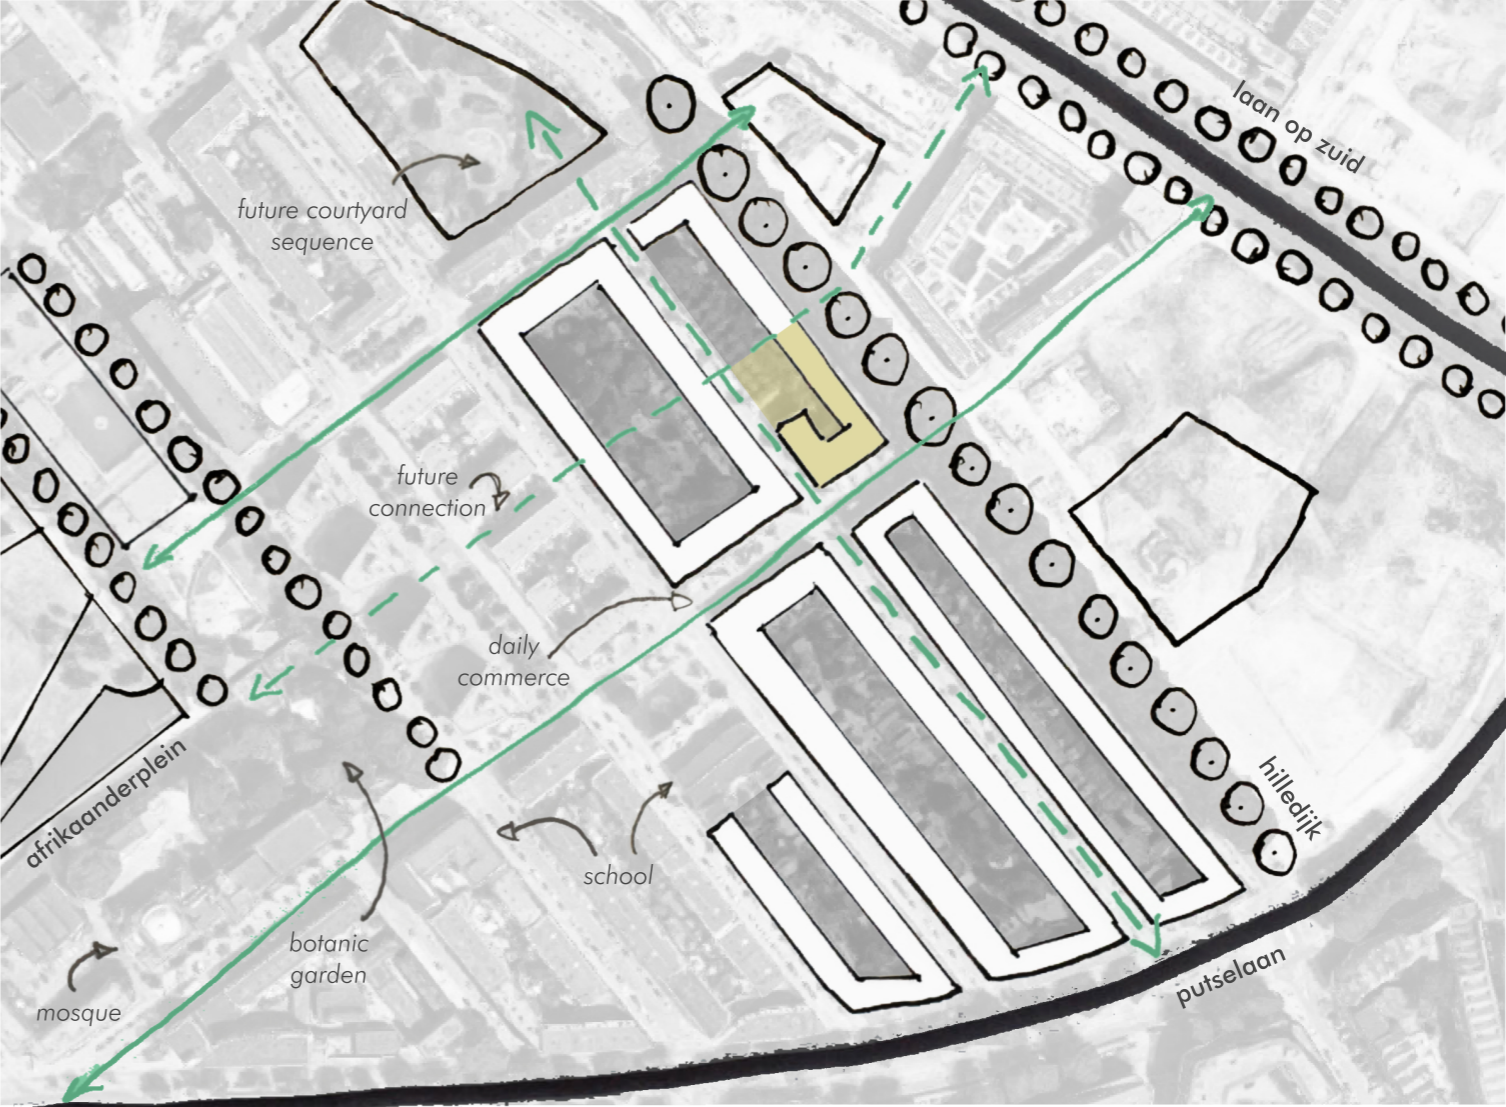 laan op zuid
future courtyard
sequence
future
connection
daily
commerce
afrikaanderplein
hilledijk
school
botanic
garden
putselaan
mosque